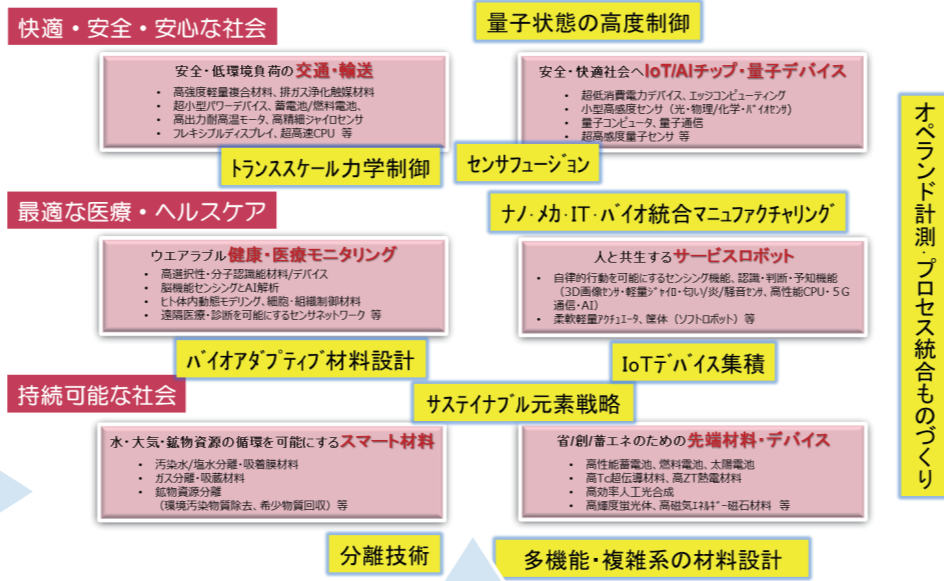 快適・安全・安心な社会
量子状態の高度制御
安全・低環境負荷の交通・輸送
・ 高強度軽量複合材料、排ガス浄化触媒材料
・ 超小型パワーデバイス、蓄電池/燃料電池、
・ 高出力耐高温モータ、高精細ジャイロセンサ
・ フレキシブルディスプレイ、超高速CPU 等
安全・快適社会へIoT/AIチップ・量子デバイス
・ 超低消費電力デバイス、エッジコンピューティング
・ 小型高感度センサ（光・物理/化学・バイオセンサ）
・ 量子コンピュータ、量子通信
・ 超高感度量子センサ 等
トランススケール力学制御
センサフュージョン
最適な医療・ヘルスケア
ナノ・メカ・IT・バイオ統合マニュファクチャリング
ウエアラブル健康・医療モニタリング
・ 高選択性・分子認識能材料/デバイス
・ 脳機能センシングとAI解析
・ ヒト体内動態モデリング、細胞・組織制御材料
・ 遠隔医療・診断を可能にするセンサネットワーク 等
人と共生するサービスロボット
・ 自律的行動を可能にするセンシング機能、認識・判断・予知機能
（3D画像センサ・軽量ジャイロ・匂い/炎/騒音センサ、高性能CPU・5G
通信・AI）
・ 柔軟軽量アクチュエータ、筐体（ソフトロボット）等
バイオアダプティブ材料設計
IoTデバイス集積
持続可能な社会
サステイナブル元素戦略
水・大気・鉱物資源の循環を可能にするスマート材料
・ 汚染水/塩水分離・吸着膜材料
・ ガス分離・吸蔵材料
・ 鉱物資源分離
（環境汚染物質除去、希少物質回収）等
省/創/蓄エネのための先端材料・デバイス
・ 高性能蓄電池、燃料電池、太陽電池
・ 高Tc超伝導材料、高ZT熱電材料
・ 高効率人工光合成
・ 高輝度蛍光体、高磁気エネルギー磁石材料 等
分離技術
多機能・複雑系の材料設計
オペランド計測・プロセス統合ものづくり